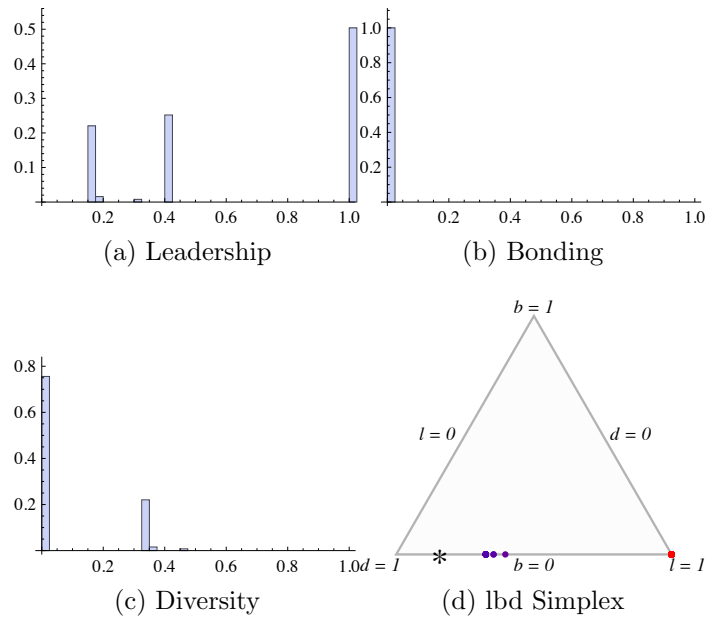 0.5
0.4
0.3
0.2
0.1
0.2 0.4 0.6 0.8 1.0
(a) Leadership
1.0
0.8
0.6
0.4
0.2
0.2 0.4 0.6 0.8 1.0
(b) Bonding
0.8
0.6
0.4
0.2
0.2 0.4 0.6 0.8 1.0
(c) Diversity
b = 1
l = 0 d = 0
*
d = 1 b = 0 l = 1
(d) lbd Simplex